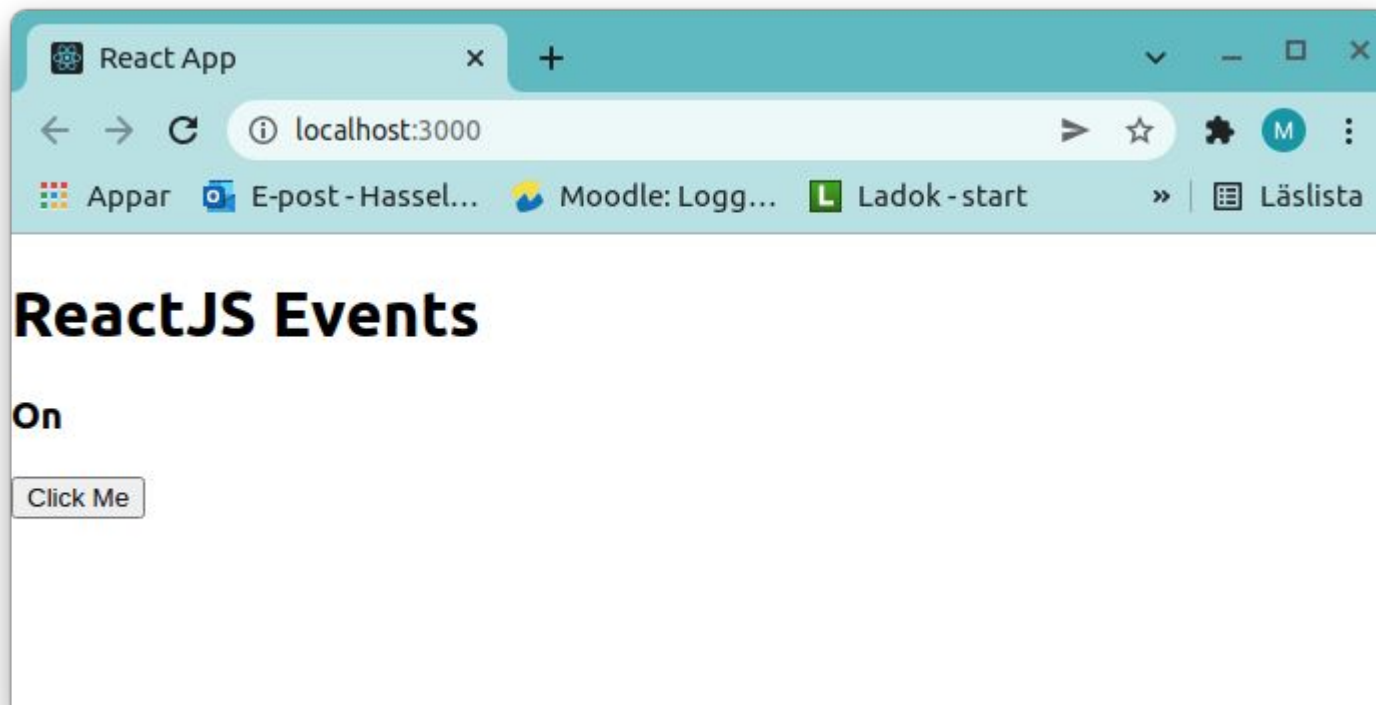 React App
localhost:3000
M
Appar E-post - Hassel... Moodle: Logg... L Ladok - start » Läslista
ReactJS Events
On
Click Me